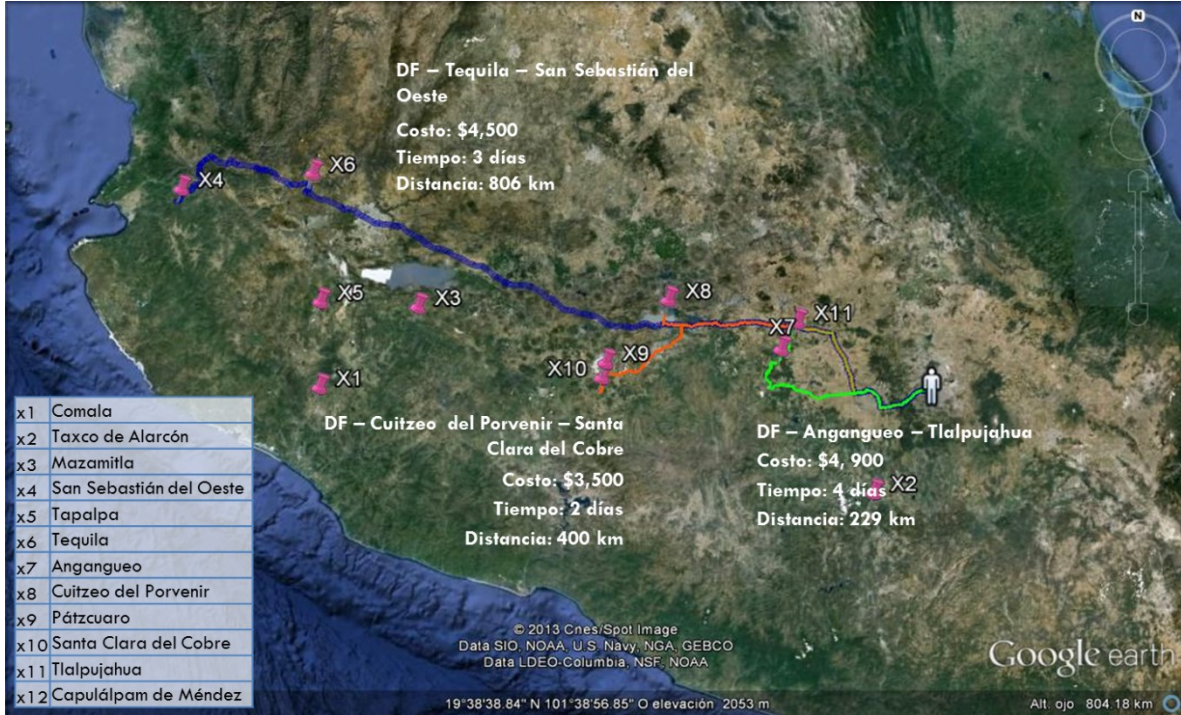 N
DF – Tequila – San Sebastián del
Oeste
Costo: $4,500
Tiempo: 3 días
Distancia: 806 km
X6
X4
X5
X3
X8
X11
X7
X9
X10
X1
DF – Cuitzeo del Porvenir – Santa
Clara del Cobre
Costo: $3,500
Tiempo: 2 días
Distancia: 400 km
DF – Angangueo – Tlalpujahua
Costo: $4, 900
Tiempo: 4 días
Distancia: 229 km
X2
x1 Comala
x2 Taxco de Alarcón
x3 Mazamitla
x4 San Sebastián del Oeste
x5 Tapalpa
x6 Tequila
x7 Angangueo
x8 Cuitzeo del Porvenir
x9 Pátzcuaro
x10 Santa Clara del Cobre
x11 Tlalpujahua
x12 Capulálpam de Méndez
© 2013 Cnes/Spot Image
Data SIO, NOAA, U.S. Navy, NGA, GEBCO
Data LDEO-Columbia, NSF, NOAA
Google earth
19°38'38.84" N 101°38'56.85" O elevación 2053 m
Alt. ojo 804.18 km